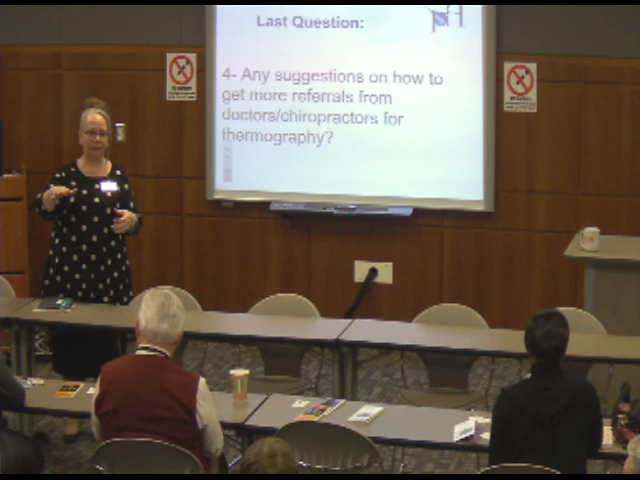 Last Question:
4- Any suggestions on how to
get more referrals from
doctors/chiropractors for
thermography?